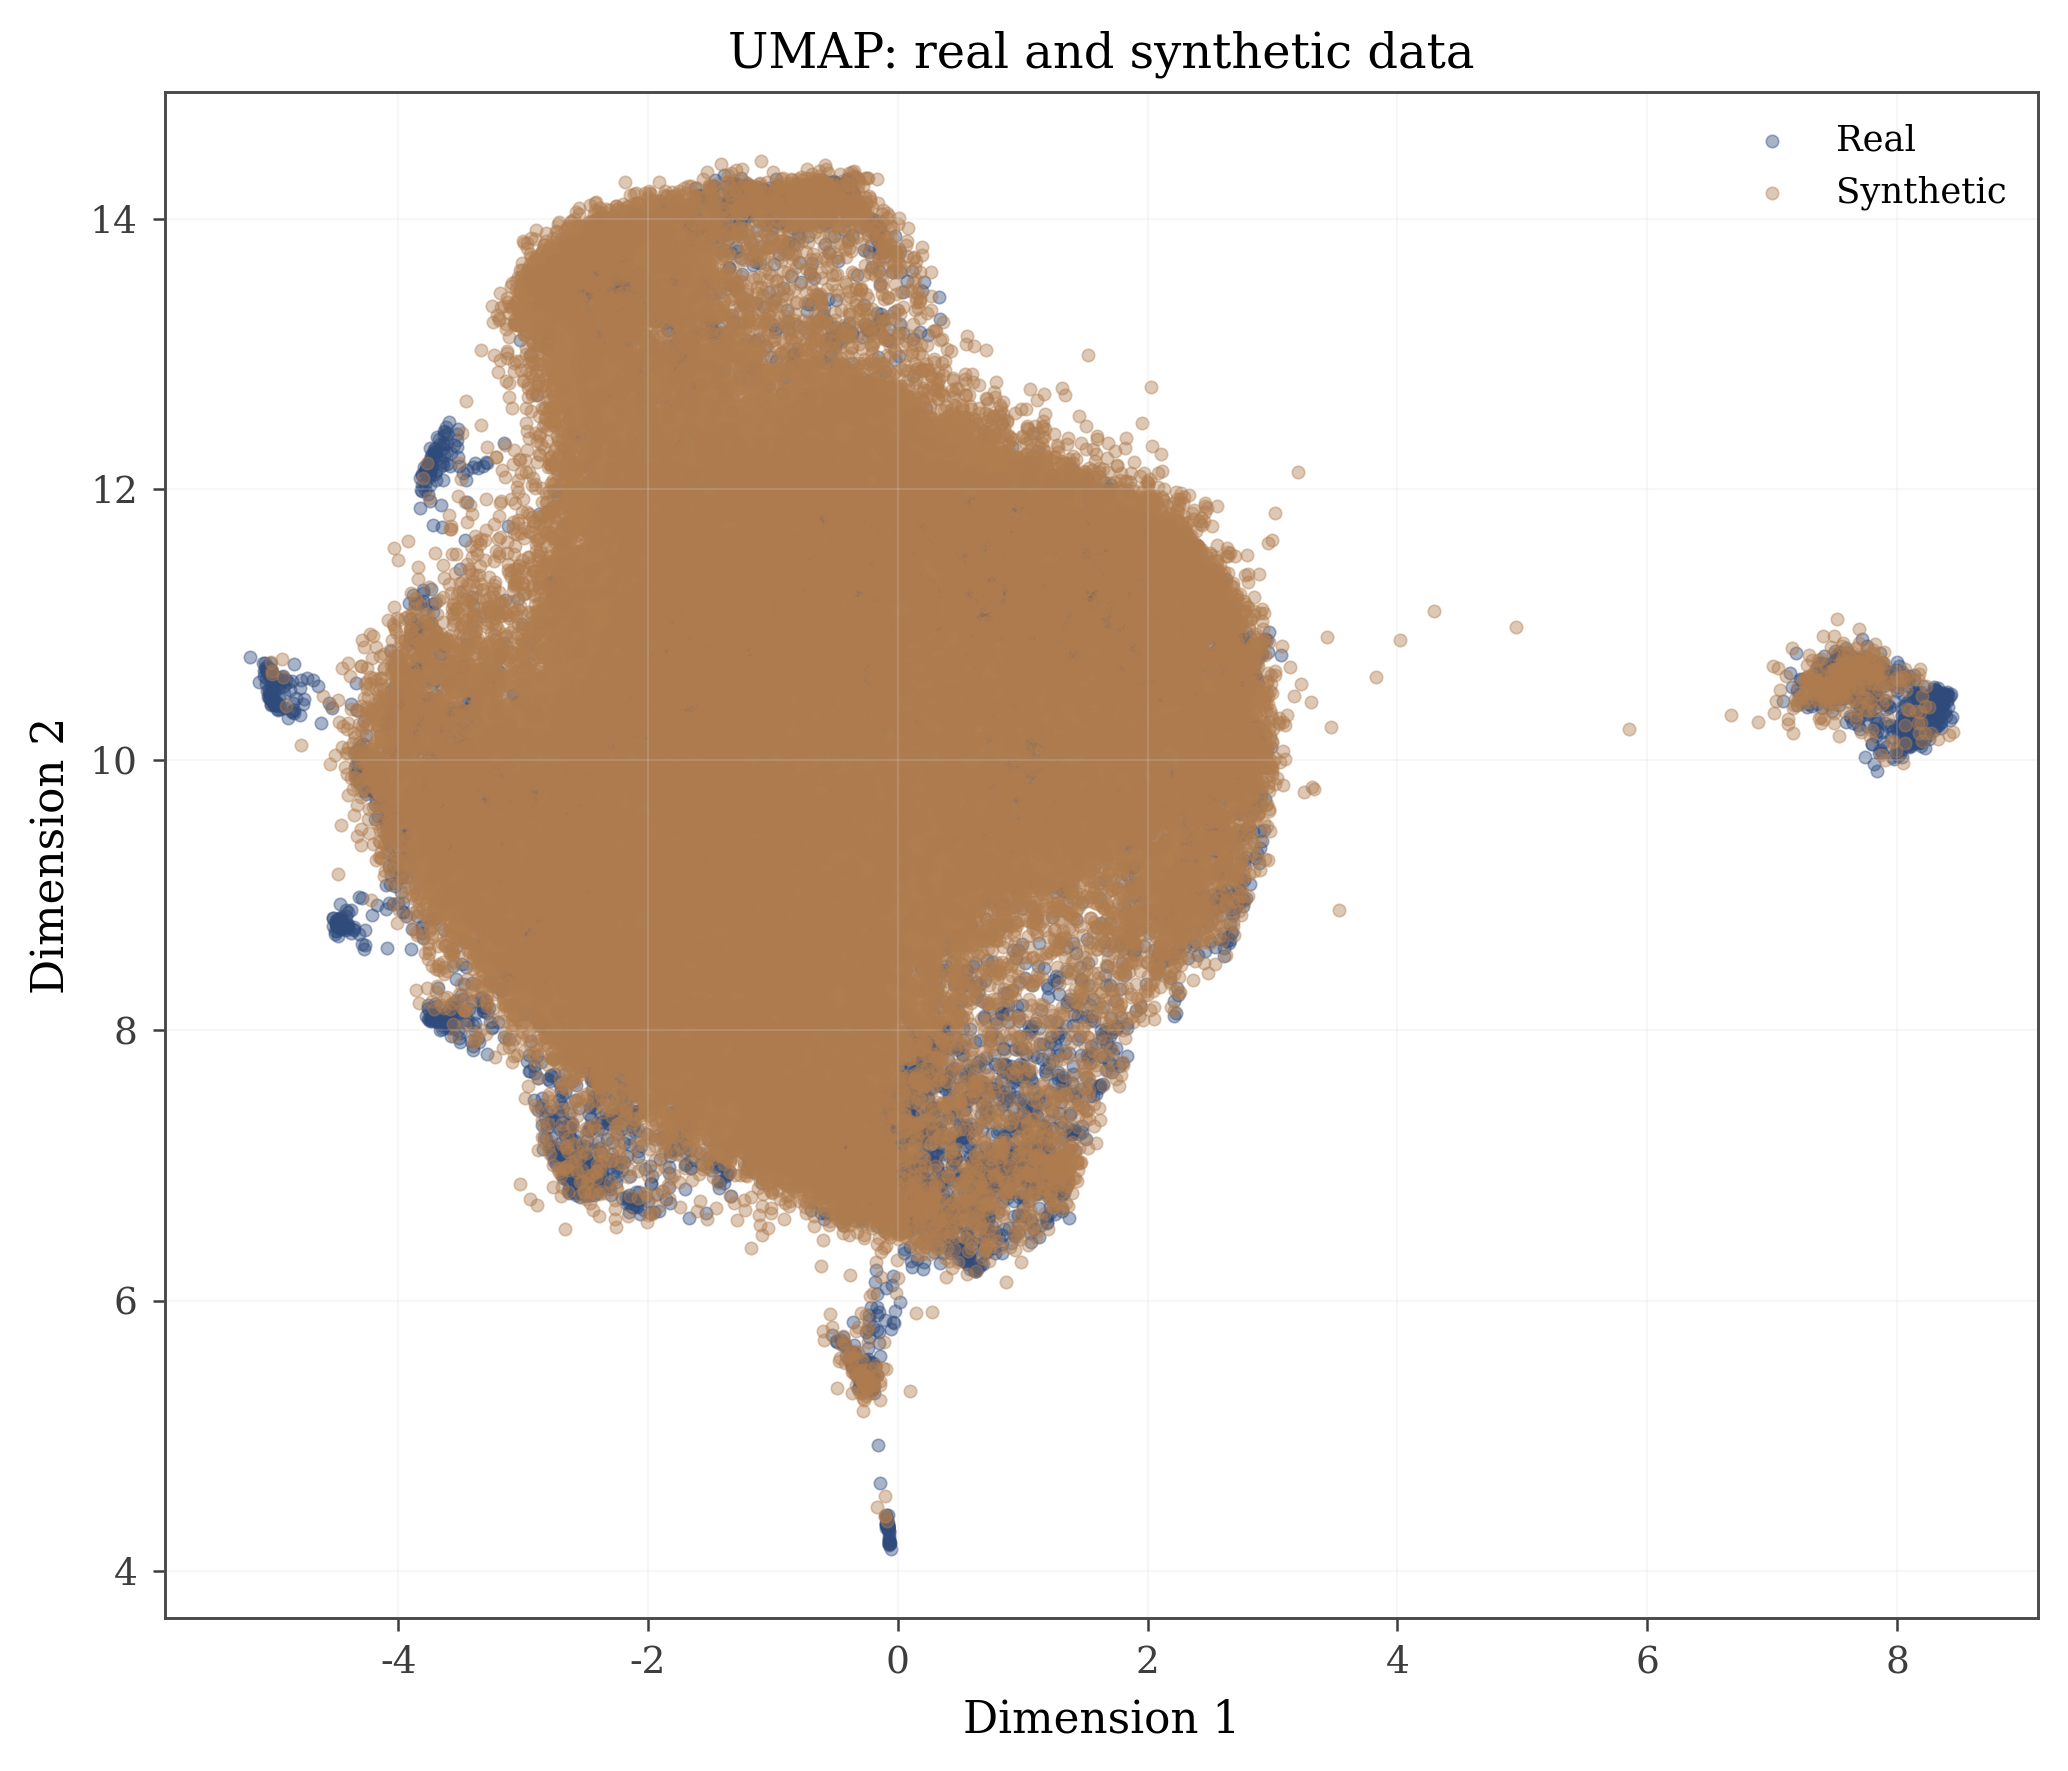 UMAP: real and synthetic data
Real
Synthetic
14
12
10
8
6
4
Dimension 2
-4
-2
0
2
4
6
8
Dimension 1